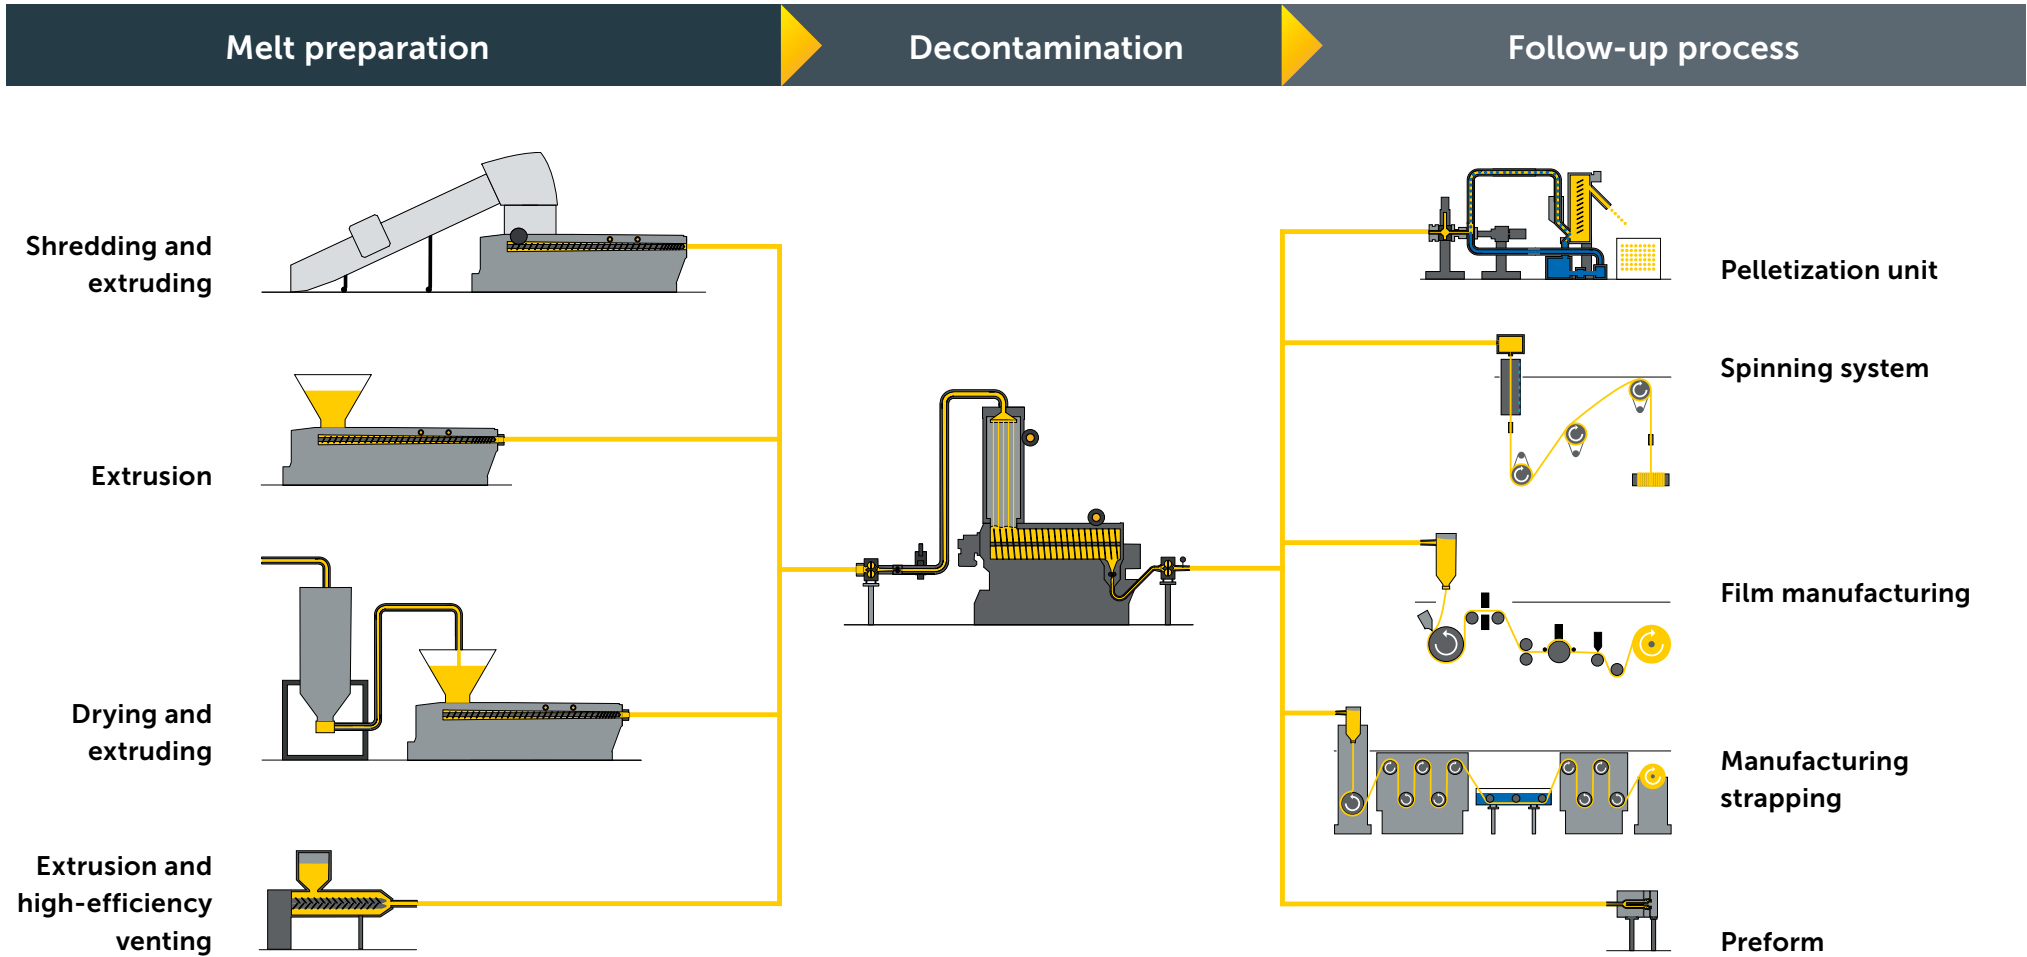 Melt preparation
Decontamination
Follow-up process
Shredding and
extruding
Extrusion
Drying and
extruding
Extrusion and
high-efficiency
venting
Pelletization unit
Spinning system
Film manufacturing
Manufacturing
strapping
Preform